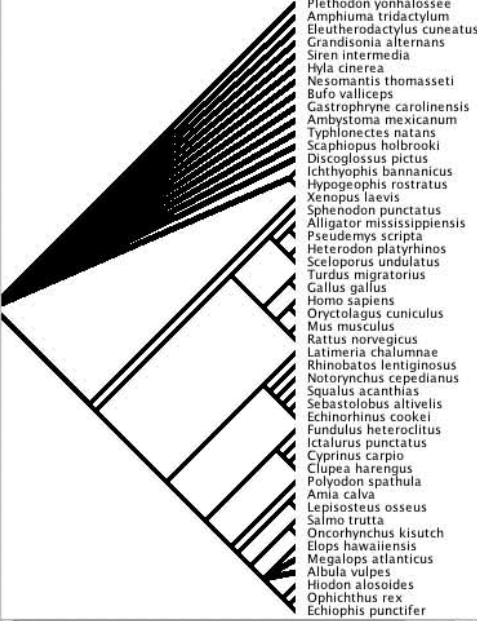 Plethodon yonhalossee
Amphiuma tridactylum
Eleutherodactylus cuneatus
Grandisonia alternans
Siren intermedia
Hyla cinerea
Nesomantis thomasseti
Bufo valliceps
Gastrophryne carolinensis
Ambystoma mexicanum
Typhlonectes natans
Scaphiopus holbrooki
Discoglossus pictus
Ichthyophis bannanicus
Hypogeophis rostratus
Xenopus laevis
Sphenodon punctatus
Alligator mississippiensis
Pseudemys scripta
Heterodon platyrhinos
Sceloporus undulatus
Turdus migratorius
Gallus gallus
Homo sapiens
Oryctolagus cuniculus
Mus musculus
Rattus norvegicus
Latimeria chalumnae
Rhinobatos lentiginosus
Notorynchus cepedianus
Squalus acanthias
Sebastolobus altivelis
Echinorhinus cookei
Fundulus heteroclitus
Ictalurus punctatus
Cyprinus carpio
Clupea harengus
Polyodon spathula
Amia calva
Lepisosteus osseus
Salmo trutta
Oncorhynchus kisutch
Elops hawaiiensis
Megalops atlanticus
Albula vulpes
Hiodon alosoides
Ophichthus rex
Echiophis punctifer